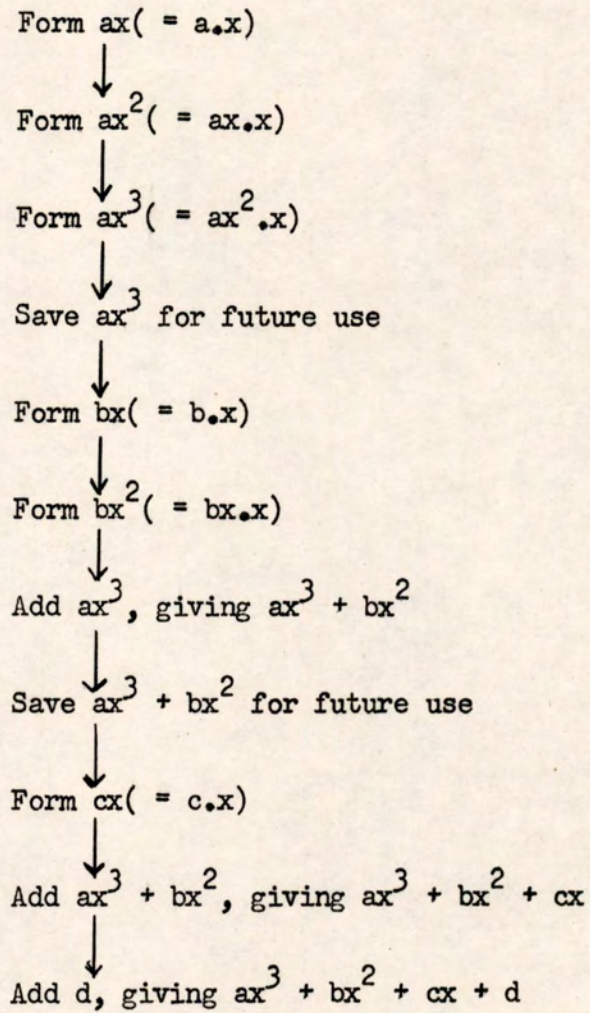 Form ax( = a.x)
Form ax²( = ax.x)
Form ax³( = ax².x)
Save ax³ for future use
Form bx( = b.x)
Form bx²( = bx.x)
Add ax³, giving ax³ + bx²
Save ax³ + bx² for future use
Form cx( = c.x)
Add ax³ + bx², giving ax³ + bx² + cx
Add d, giving ax³ + bx² + cx + d